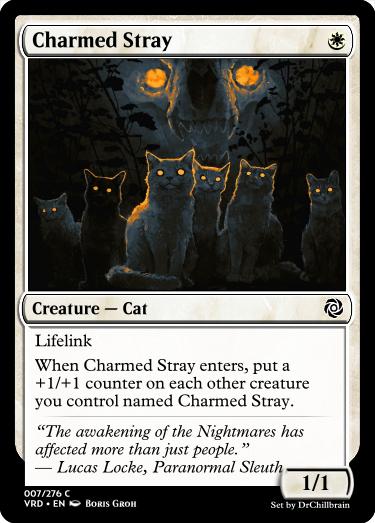 Charmed Stray
Creature — Cat
Lifelink
When Charmed Stray enters, put a
+1/+1 counter on each other creature
you control named Charmed Stray.
"The awakening of the Nightmares has
affected more than just people."
— Lucas Locke, Paranormal Sleuth
1/1
007/276 C
VRD • EN Boris Groh
Set by DrChillbrain